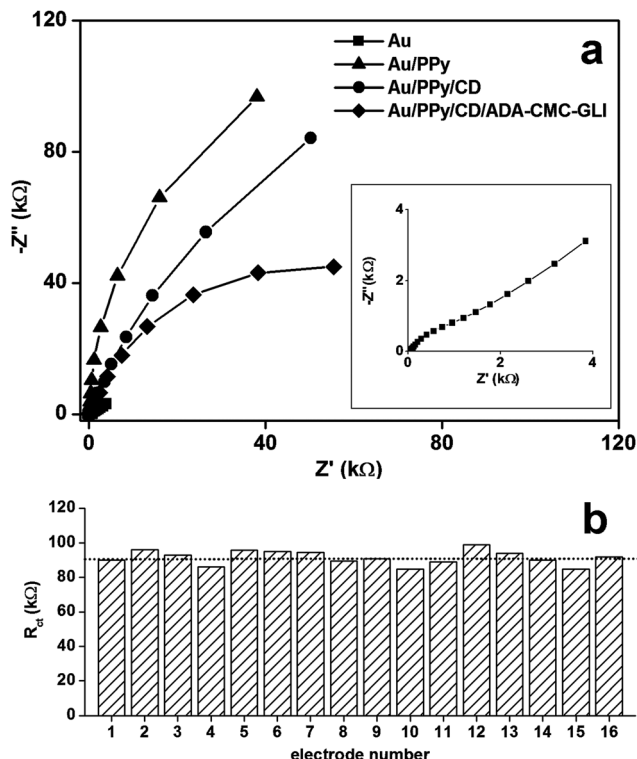 120
a
Au
Au/PPy
Au/PPy/CD
Au/PPy/CD/ADA-CMC-GLI
80
-Z'' (kΩ)
40
0
0 40 80 120
Z' (kΩ)
4
-Z''(kΩ)
2
0
0 2 4
Z' (kΩ)
b
120
100
80
60
40
20
0
Rct (kΩ)
1 2 3 4 5 6 7 8 9 10 11 12 13 14 15 16
electrode number